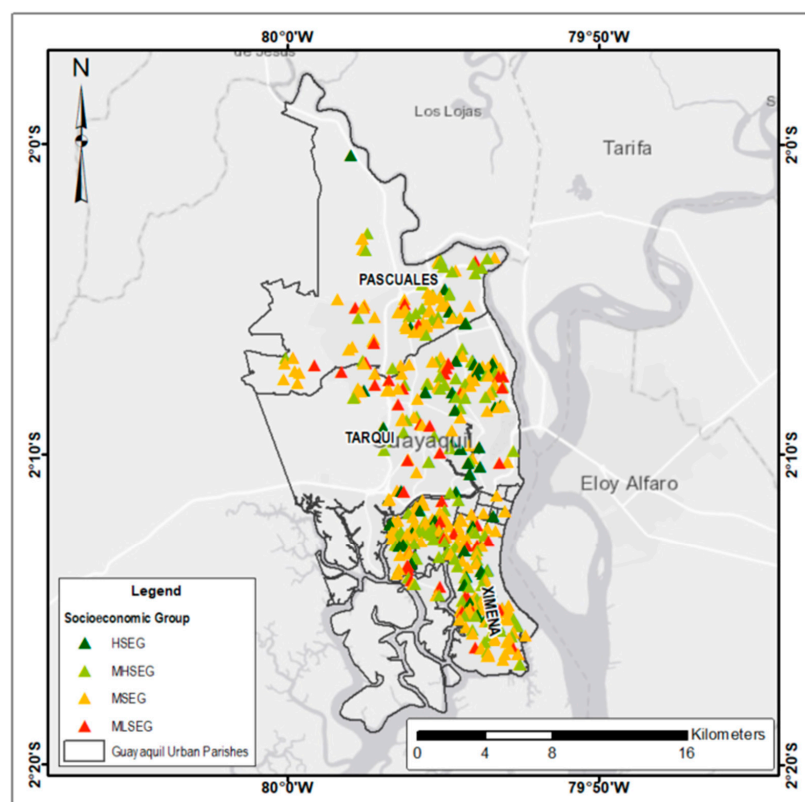 80°0'W
79°50'W
de Jesús
N
Los Lojas
2°0'S
Tarifa
2°0'S
PASCUALES
TARQUI
Guayaquil
2°10'S
2°10'S
Eloy Alfaro
XIMENA
Legend
Socioeconomic Group
HSEG
MHSEG
MSEG
MLSEG
Guayaquil Urban Parishes
Kilometers
0 4 8 16
2°20'S
2°20'S
80°0'W
79°50'W